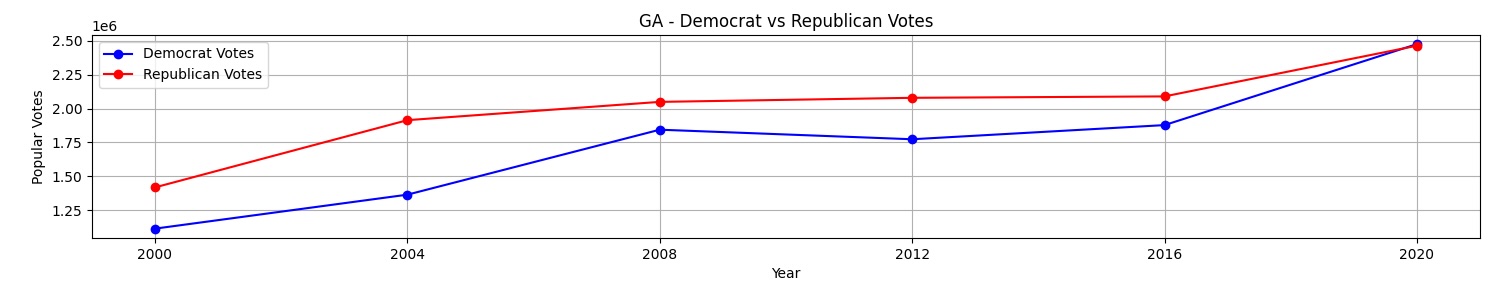 GA - Democrat vs Republican Votes
1e6
2.50
2.25
2.00
1.75
1.50
1.25
Popular Votes
Democrat Votes
Republican Votes
2000 2004 2008 2012 2016 2020
Year